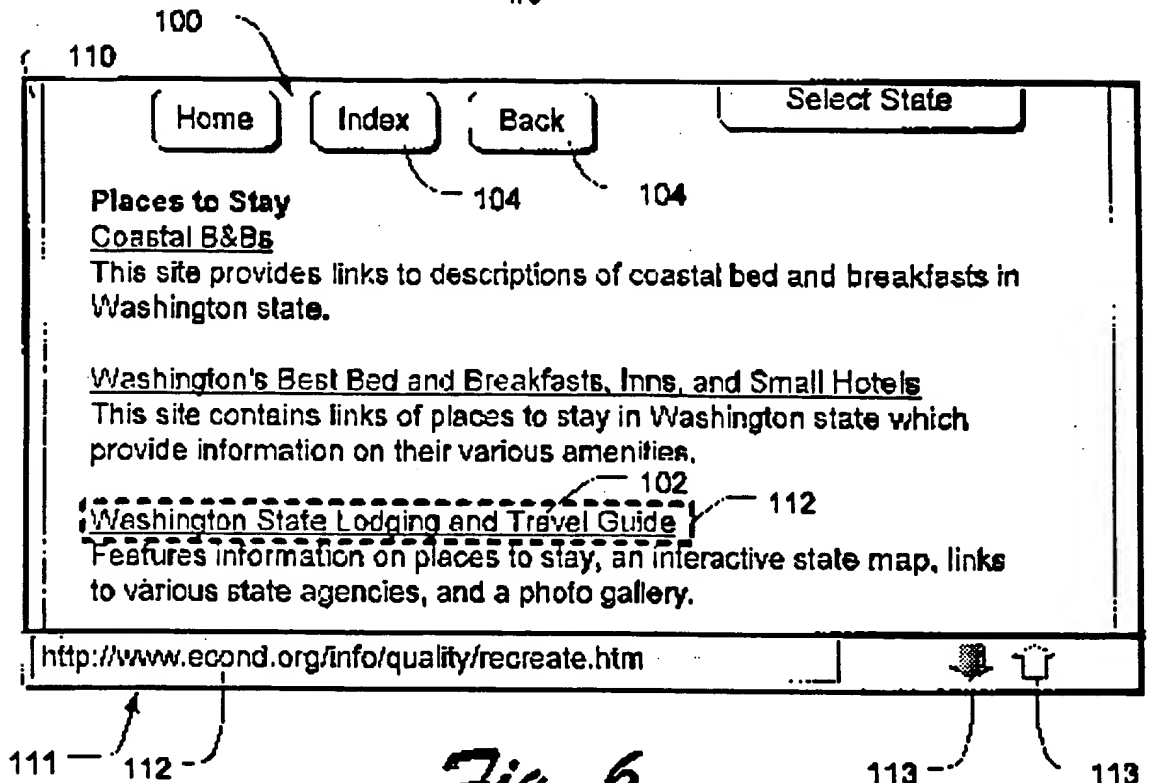 100
110
Home Index Back Select State
104 104
Places to Stay
Coastal B&Bs
This site provides links to descriptions of coastal bed and breakfasts in
Washington state.
Washington's Best Bed and Breakfasts, Inns, and Small Hotels
This site contains links of places to stay in Washington state which
provide information on their various amenities.
102
112
Washington State Lodging and Travel Guide
Features information on places to stay, an interactive state map, links
to various state agencies, and a photo gallery.
http://www.econd.org/info/quality/recreate.htm
111 112 113 113
Fig. 6